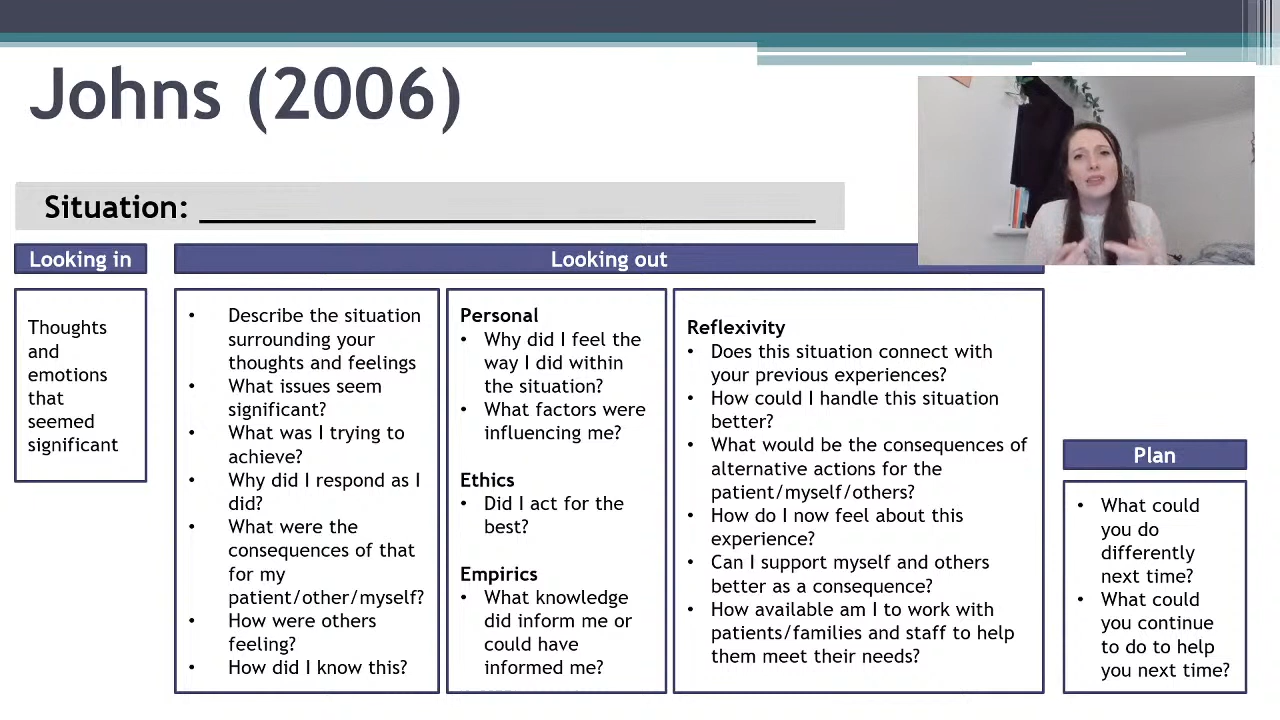 Johns (2006)
Situation: ______________________________________
Looking in
Looking out
Thoughts
and
emotions
that
seemed
significant
• Describe the situation
surrounding your
thoughts and feelings
• What issues seem
significant?
• What was I trying to
achieve?
• Why did I respond as I
did?
• What were the
consequences of that
for my
patient/other/myself?
• How were others
feeling?
• How did I know this?
Personal
• Why did I feel the
way I did within
the situation?
• What factors were
influencing me?
Ethics
• Did I act for the
best?
Empirics
• What knowledge
did inform me or
could have
informed me?
Reflexivity
• Does this situation connect with
your previous experiences?
• How could I handle this situation
better?
• What would be the consequences of
alternative actions for the
patient/myself/others?
• How do I now feel about this
experience?
• Can I support myself and others
better as a consequence?
• How available am I to work with
patients/families and staff to help
them meet their needs?
Plan
• What could
you do
differently
next time?
• What could
you continue
to do to help
you next time?